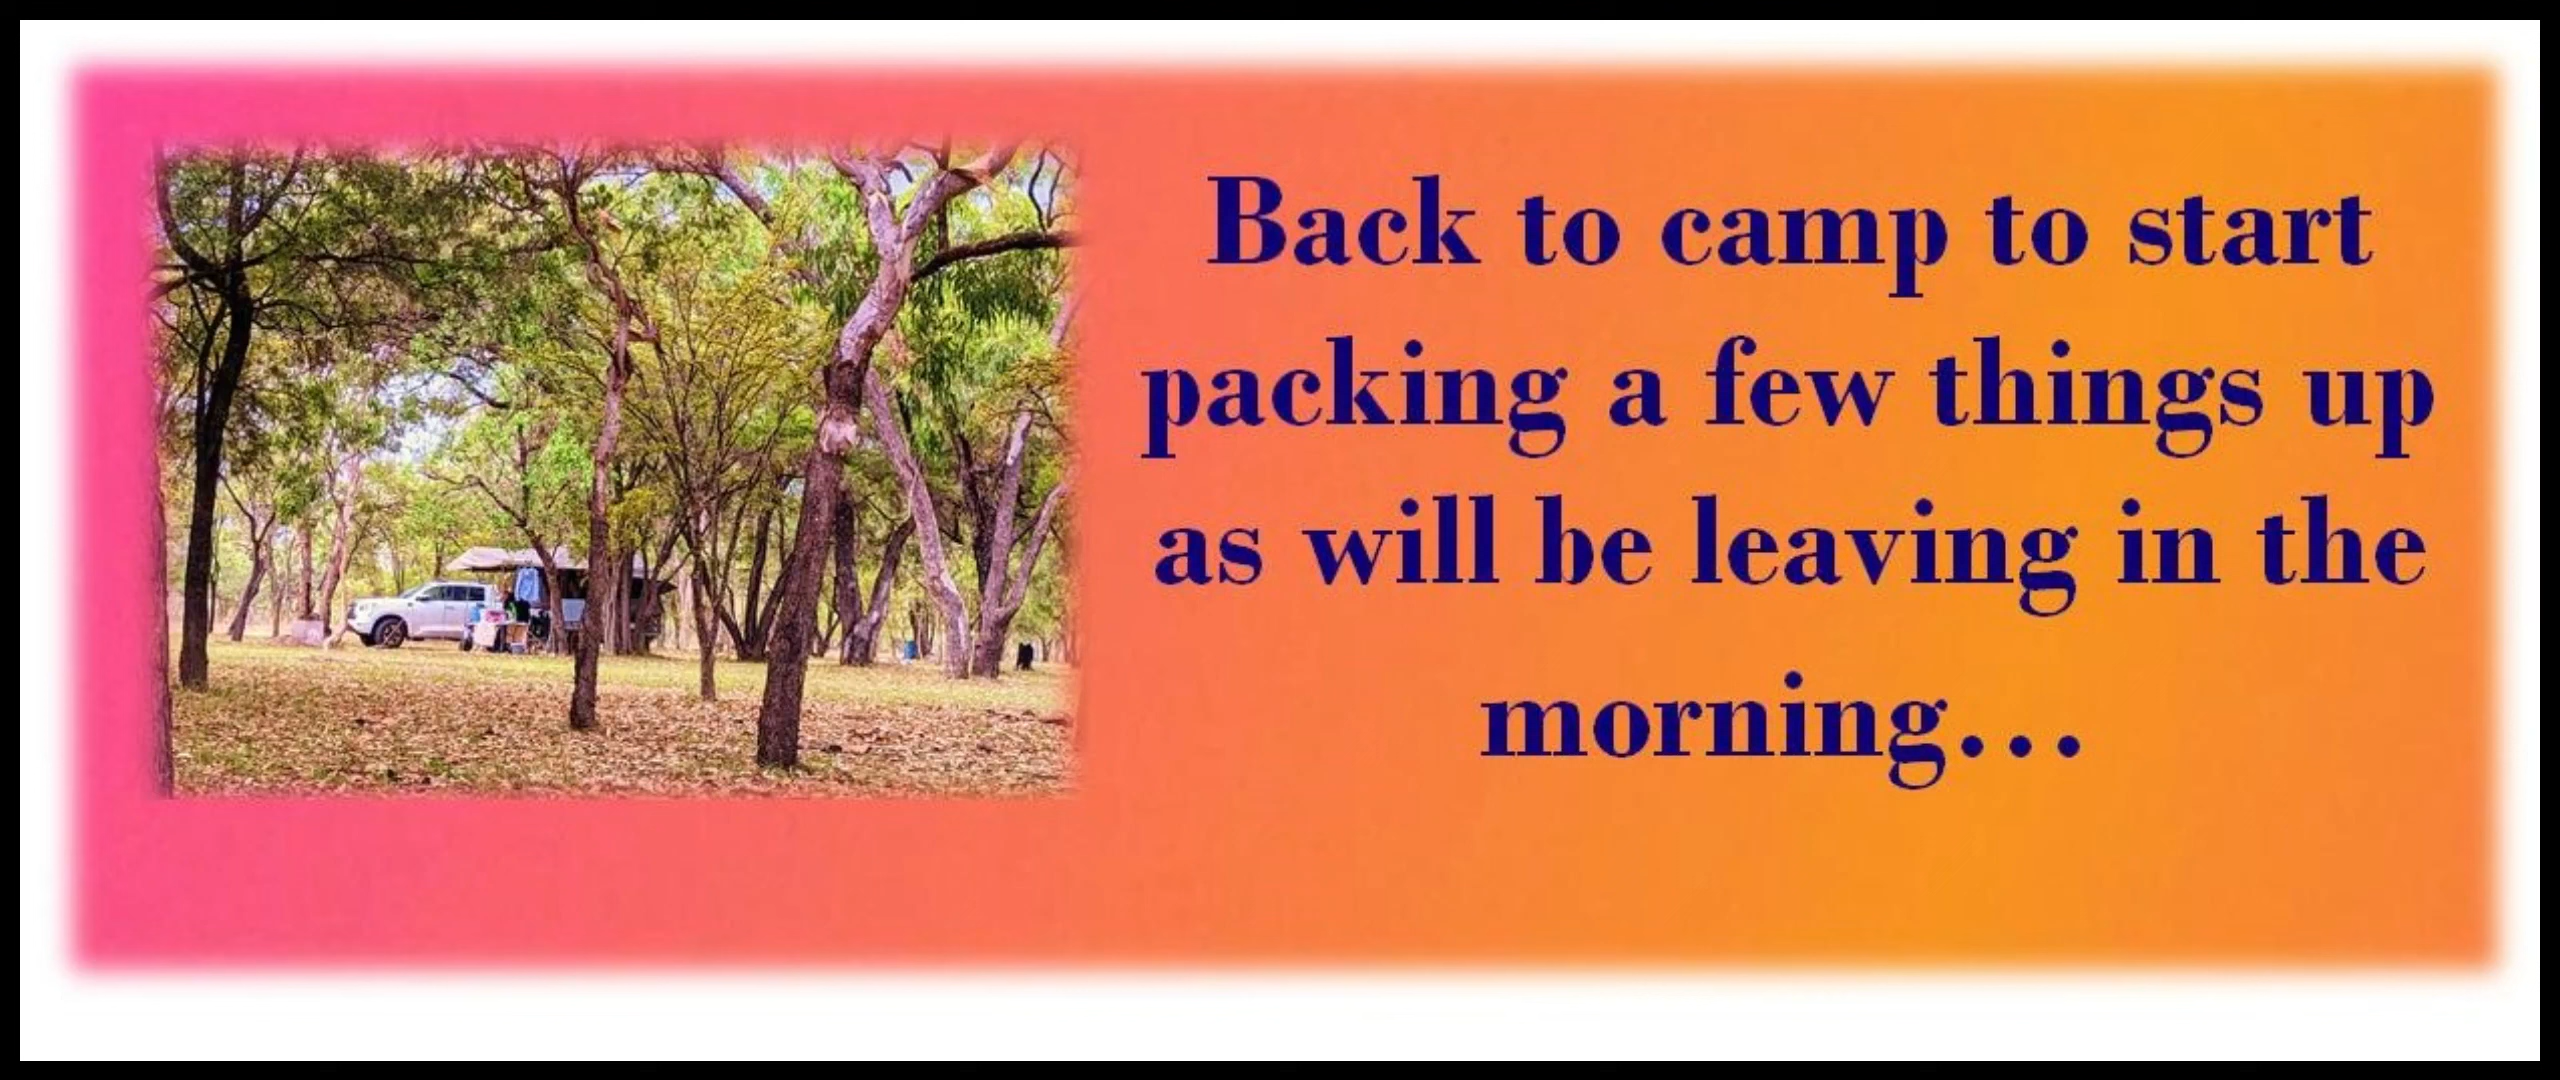 Back to camp to start
packing a few things up
as will be leaving in the
morning...